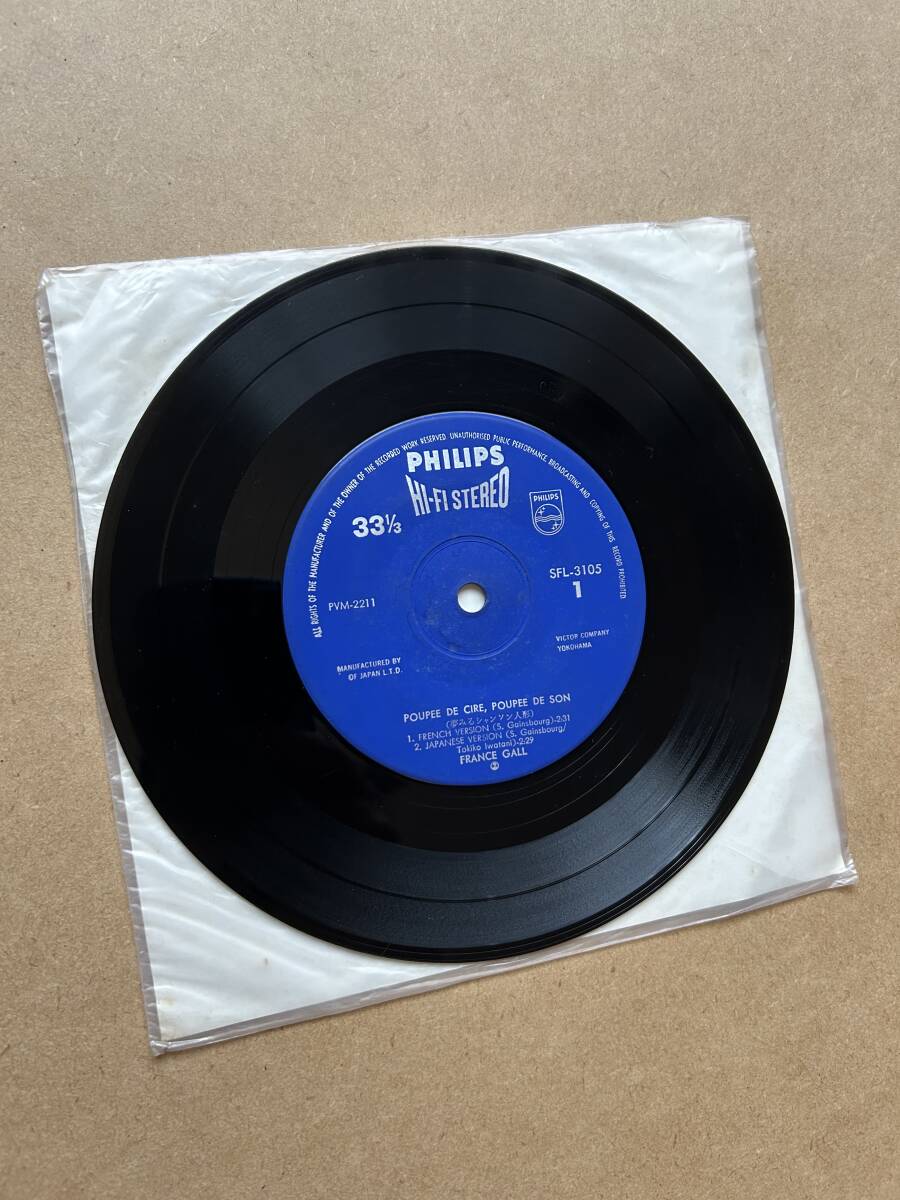 ALL RIGHTS OF THE MANUFACTURER AND OF THE OWNER OF THE RECORDED WORK RESERVED UNAUTHORISED PUBLIC PERFORMANCE BROADCASTING AND COPYING OF THIS RECORD PROHIBITED
PHILIPS
HI-FI STEREO
33⅓
PHILIPS
SFL-3105
1
PVM-2211
MANUFACTURED BY VICTOR COMPANY
OF JAPAN L.T.D. YOKOHAMA
POUPEE DE CIRE, POUPEE DE SON
(夢みるシャンソン人形)
1. FRENCH VERSION (S. Gainsbourg)-2:31
2. JAPANESE VERSION (S. Gainsbourg/
Tokiko Iwatani)-2:29
FRANCE GALL